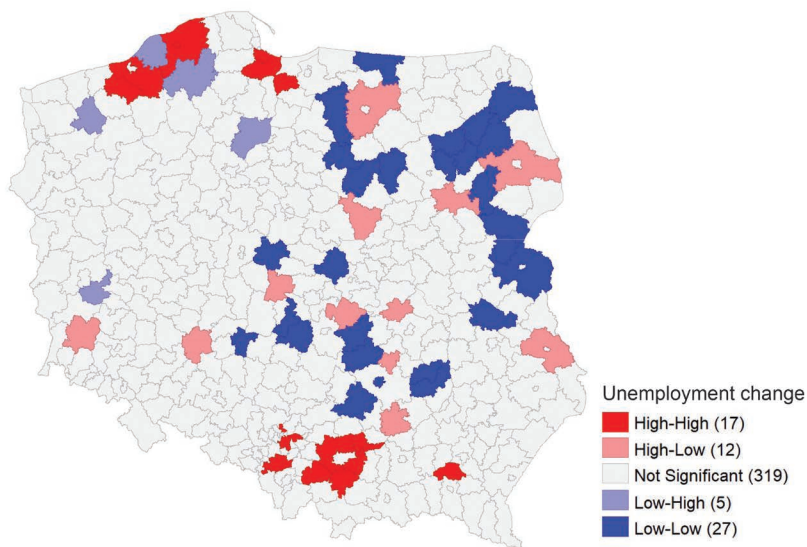 Unemployment change
High-High (17)
High-Low (12)
Not Significant (319)
Low-High (5)
Low-Low (27)